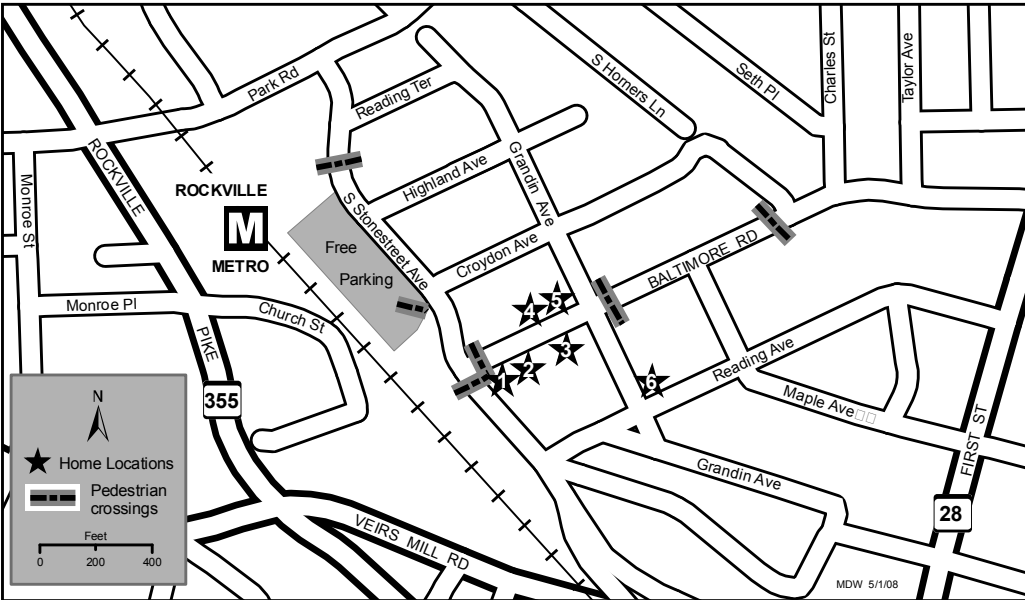 Park Rd
Reading Ter
S Horners Ln
Seth Pl
Charles St
Taylor Ave
ROCKVILLE
Monroe St
ROCKVILLE
M
METRO
Free
Parking
S Stonestreet Ave
Highland Ave
Grandin Ave
Croydon Ave
BALTIMORE RD
Monroe Pl
Church St
PIKE
355
4
5
3
2
1
6
Reading Ave
Maple Ave
Grandin Ave
FIRST ST
28
VEIRS MILL RD
N
Home Locations
Pedestrian
crossings
Feet
0 200 400
MDW 5/1/08